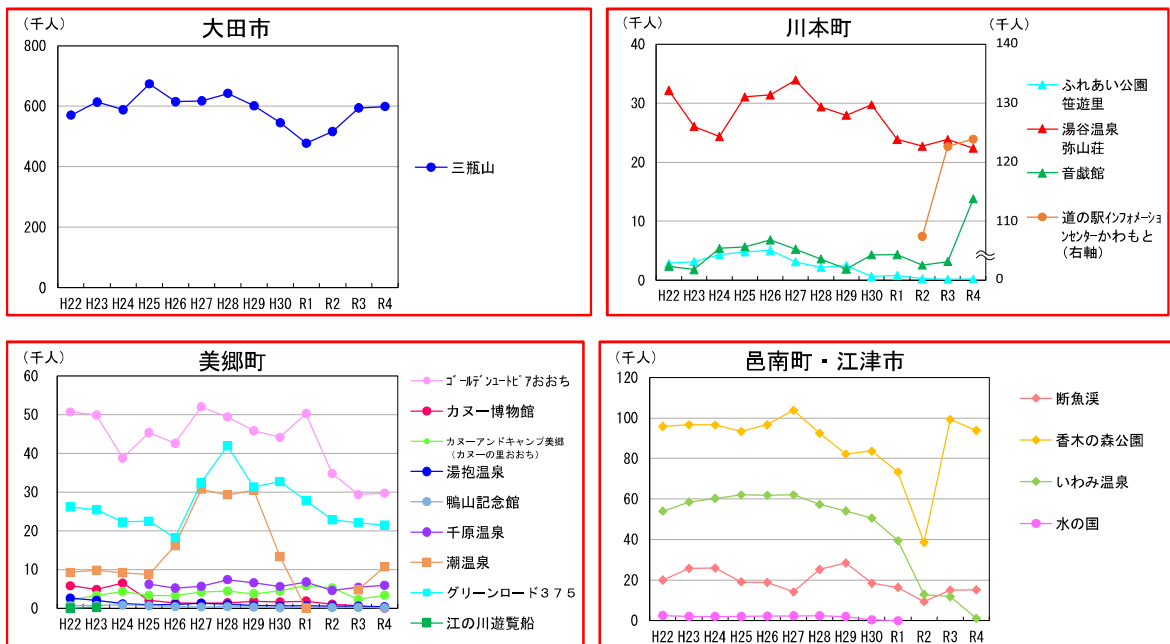 大田市
(千人)
800
600
400
200
0
H22 H23 H24 H25 H26 H27 H28 H29 H30 R1 R2 R3 R4
三瓶山
川本町
(千人)
(千人)
40
30
20
10
0
140
130
120
110
0
H22 H23 H24 H25 H26 H27 H28 H29 H30 R1 R2 R3 R4
ふれあい公園
笹遊里
湯谷温泉
弥山荘
音戯館
道の駅インフォメーショ
ンセンターかわもと
(右軸)
美郷町
(千人)
60
50
40
30
20
10
0
H22 H23 H24 H25 H26 H27 H28 H29 H30 R1 R2 R3 R4
ゴールデンユートピアおおち
カヌー博物館
カヌーアンドキャンプ美郷
(カヌーの里おおち)
湯抱温泉
鴨山記念館
千原温泉
潮温泉
グリーンロード375
江の川遊覧船
邑南町・江津市
(千人)
120
100
80
60
40
20
0
H22 H23 H24 H25 H26 H27 H28 H29 H30 R1 R2 R3 R4
断魚渓
香木の森公園
いわみ温泉
水の国